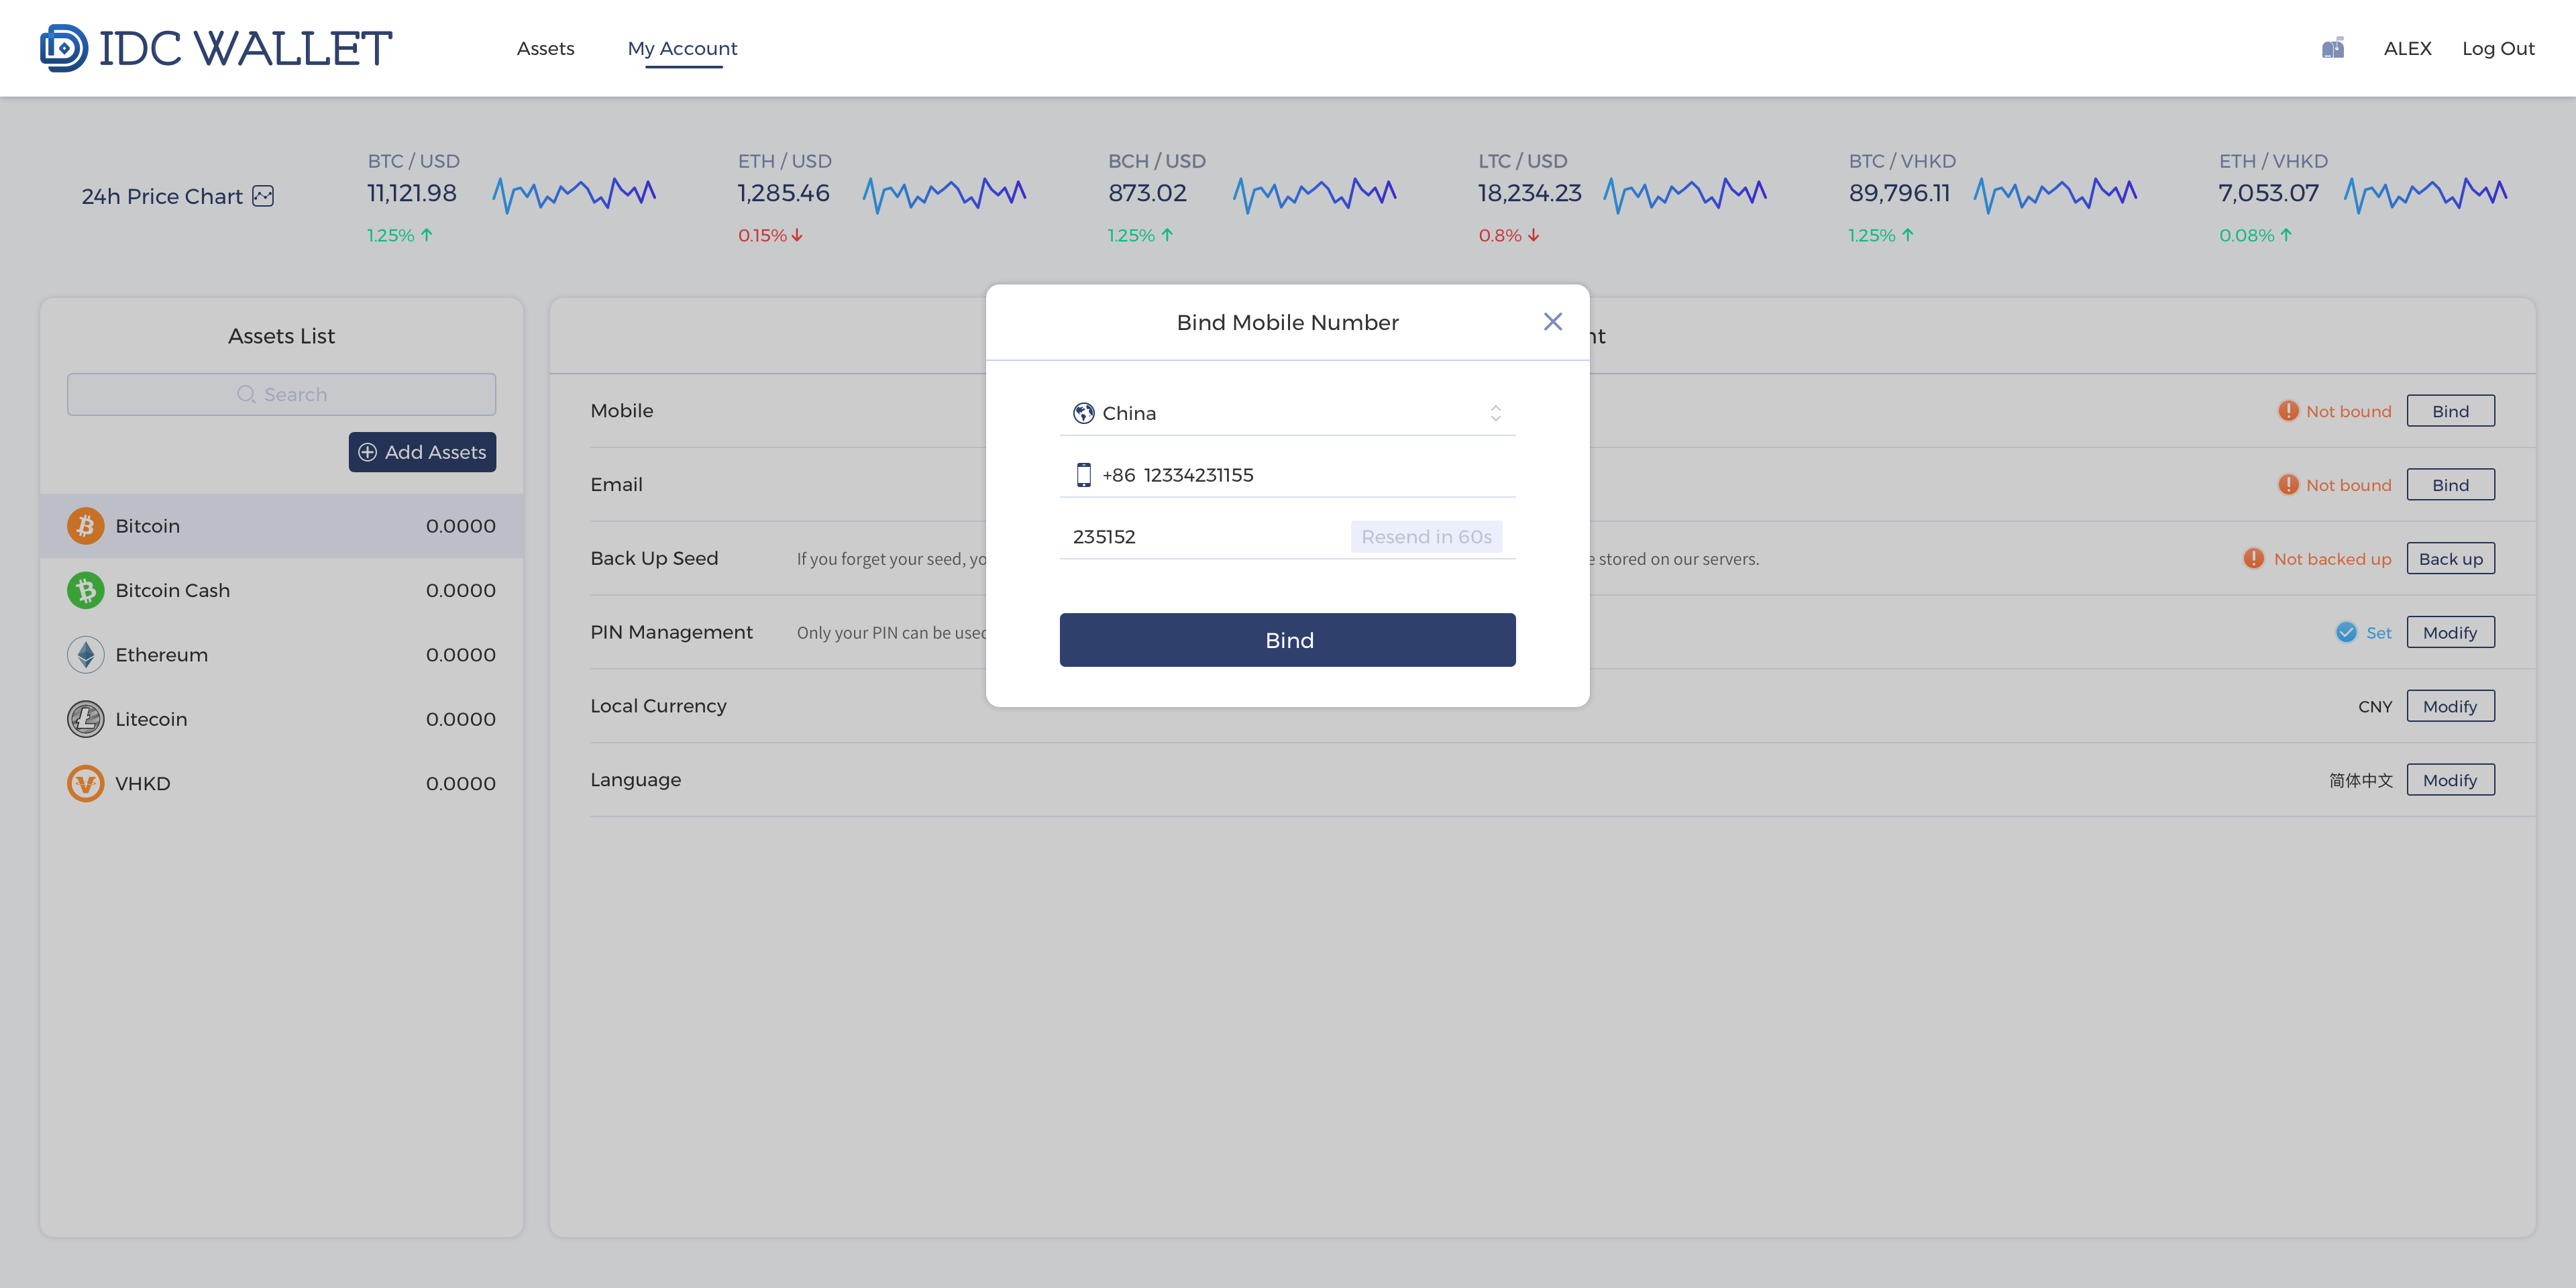 IDC WALLET
Assets
My Account
ALEX
Log Out
24h Price Chart
BTC / USD
11,121.98
1.25%
ETH / USD
1,285.46
0.15%
BCH / USD
873.02
1.25%
LTC / USD
18,234.23
0.8%
BTC / VHKD
89,796.11
1.25%
ETH / VHKD
7,053.07
0.08%
Assets List
Search
Add Assets
Bitcoin 0.0000
Bitcoin Cash 0.0000
Ethereum 0.0000
Litecoin 0.0000
VHKD 0.0000
Mobile
Not bound
Bind
Email
Not bound
Bind
Back Up Seed
If you forget your seed,
stored on our servers.
Not backed up
Back up
PIN Management
Only your PIN can be
Set
Modify
Local Currency
CNY
Modify
Language
简体中文
Modify
Bind Mobile Number
China
+86 12334231155
235152
Resend in 60s
Bind